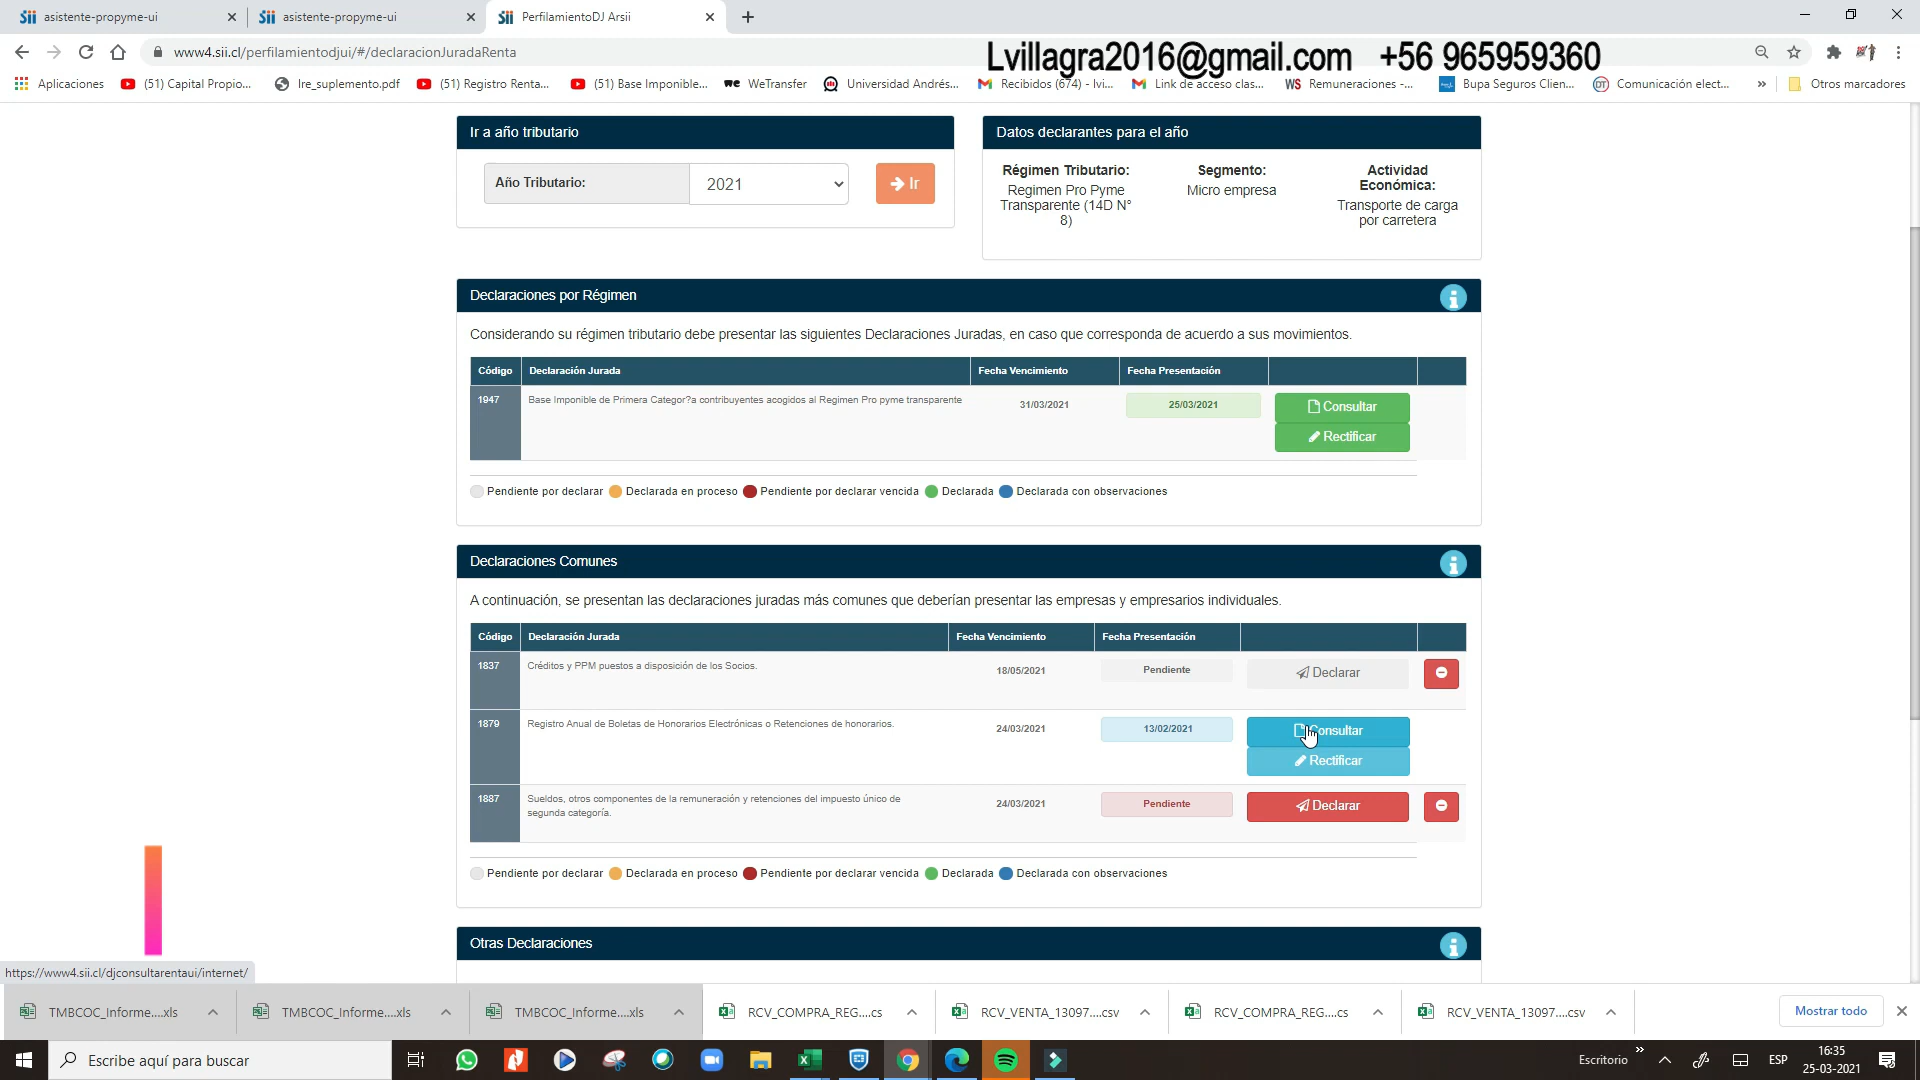 asistente-propyme-ui
asistente-propyme-ui
PerfilamientoDJ Arsii
www4.sii.cl/perfilamientodjui/#/declaracionJuradaRenta
Lvillagra2016@gmail.com +56 965959360
Aplicaciones
(51) Capital Propio...
lre_suplemento.pdf
(51) Registro Renta...
(51) Base Imponible...
WeTransfer
Universidad Andrés...
Recibidos (674) - lvi...
Link de acceso clas...
Remuneraciones -...
Bupa Seguros Clien...
Comunicación elect...
»
Otros marcadores
Ir a año tributario
Año Tributario:
2021
Ir
Datos declarantes para el año
Régimen Tributario:
Regimen Pro Pyme
Transparente (14D N°
8)
Segmento:
Micro empresa
Actividad
Económica:
Transporte de carga
por carretera
Declaraciones por Régimen
Considerando su régimen tributario debe presentar las siguientes Declaraciones Juradas, en caso que corresponda de acuerdo a sus movimientos.
Código Declaración Jurada Fecha Vencimiento Fecha Presentación
1947 Base Imponible de Primera Categor?a contribuyentes acogidos al Regimen Pro pyme transparente 31/03/2021 25/03/2021 Consultar
Rectificar
Pendiente por declarar Declarada en proceso Pendiente por declarar vencida Declarada Declarada con observaciones
Declaraciones Comunes
A continuación, se presentan las declaraciones juradas más comunes que deberían presentar las empresas y empresarios individuales.
Código Declaración Jurada Fecha Vencimiento Fecha Presentación
1837 Créditos y PPM puestos a disposición de los Socios. 18/05/2021 Pendiente Declarar
1879 Registro Anual de Boletas de Honorarios Electrónicas o Retenciones de honorarios. 24/03/2021 13/02/2021 Consultar
Rectificar
1887 Sueldos, otros componentes de la remuneración y retenciones del impuesto único de 24/03/2021 Pendiente Declarar
segunda categoría.
Pendiente por declarar Declarada en proceso Pendiente por declarar vencida Declarada Declarada con observaciones
Otras Declaraciones
https://www4.sii.cl/djconsultarentaui/internet/
TMBCOC_Informe....xls
TMBCOC_Informe....xls
TMBCOC_Informe....xls
RCV_COMPRA_REG....cs
RCV_VENTA_13097....csv
RCV_COMPRA_REG....cs
RCV_VENTA_13097....csv
Mostrar todo
Escribe aquí para buscar
Escritorio
»
ESP
16:35
25-03-2021